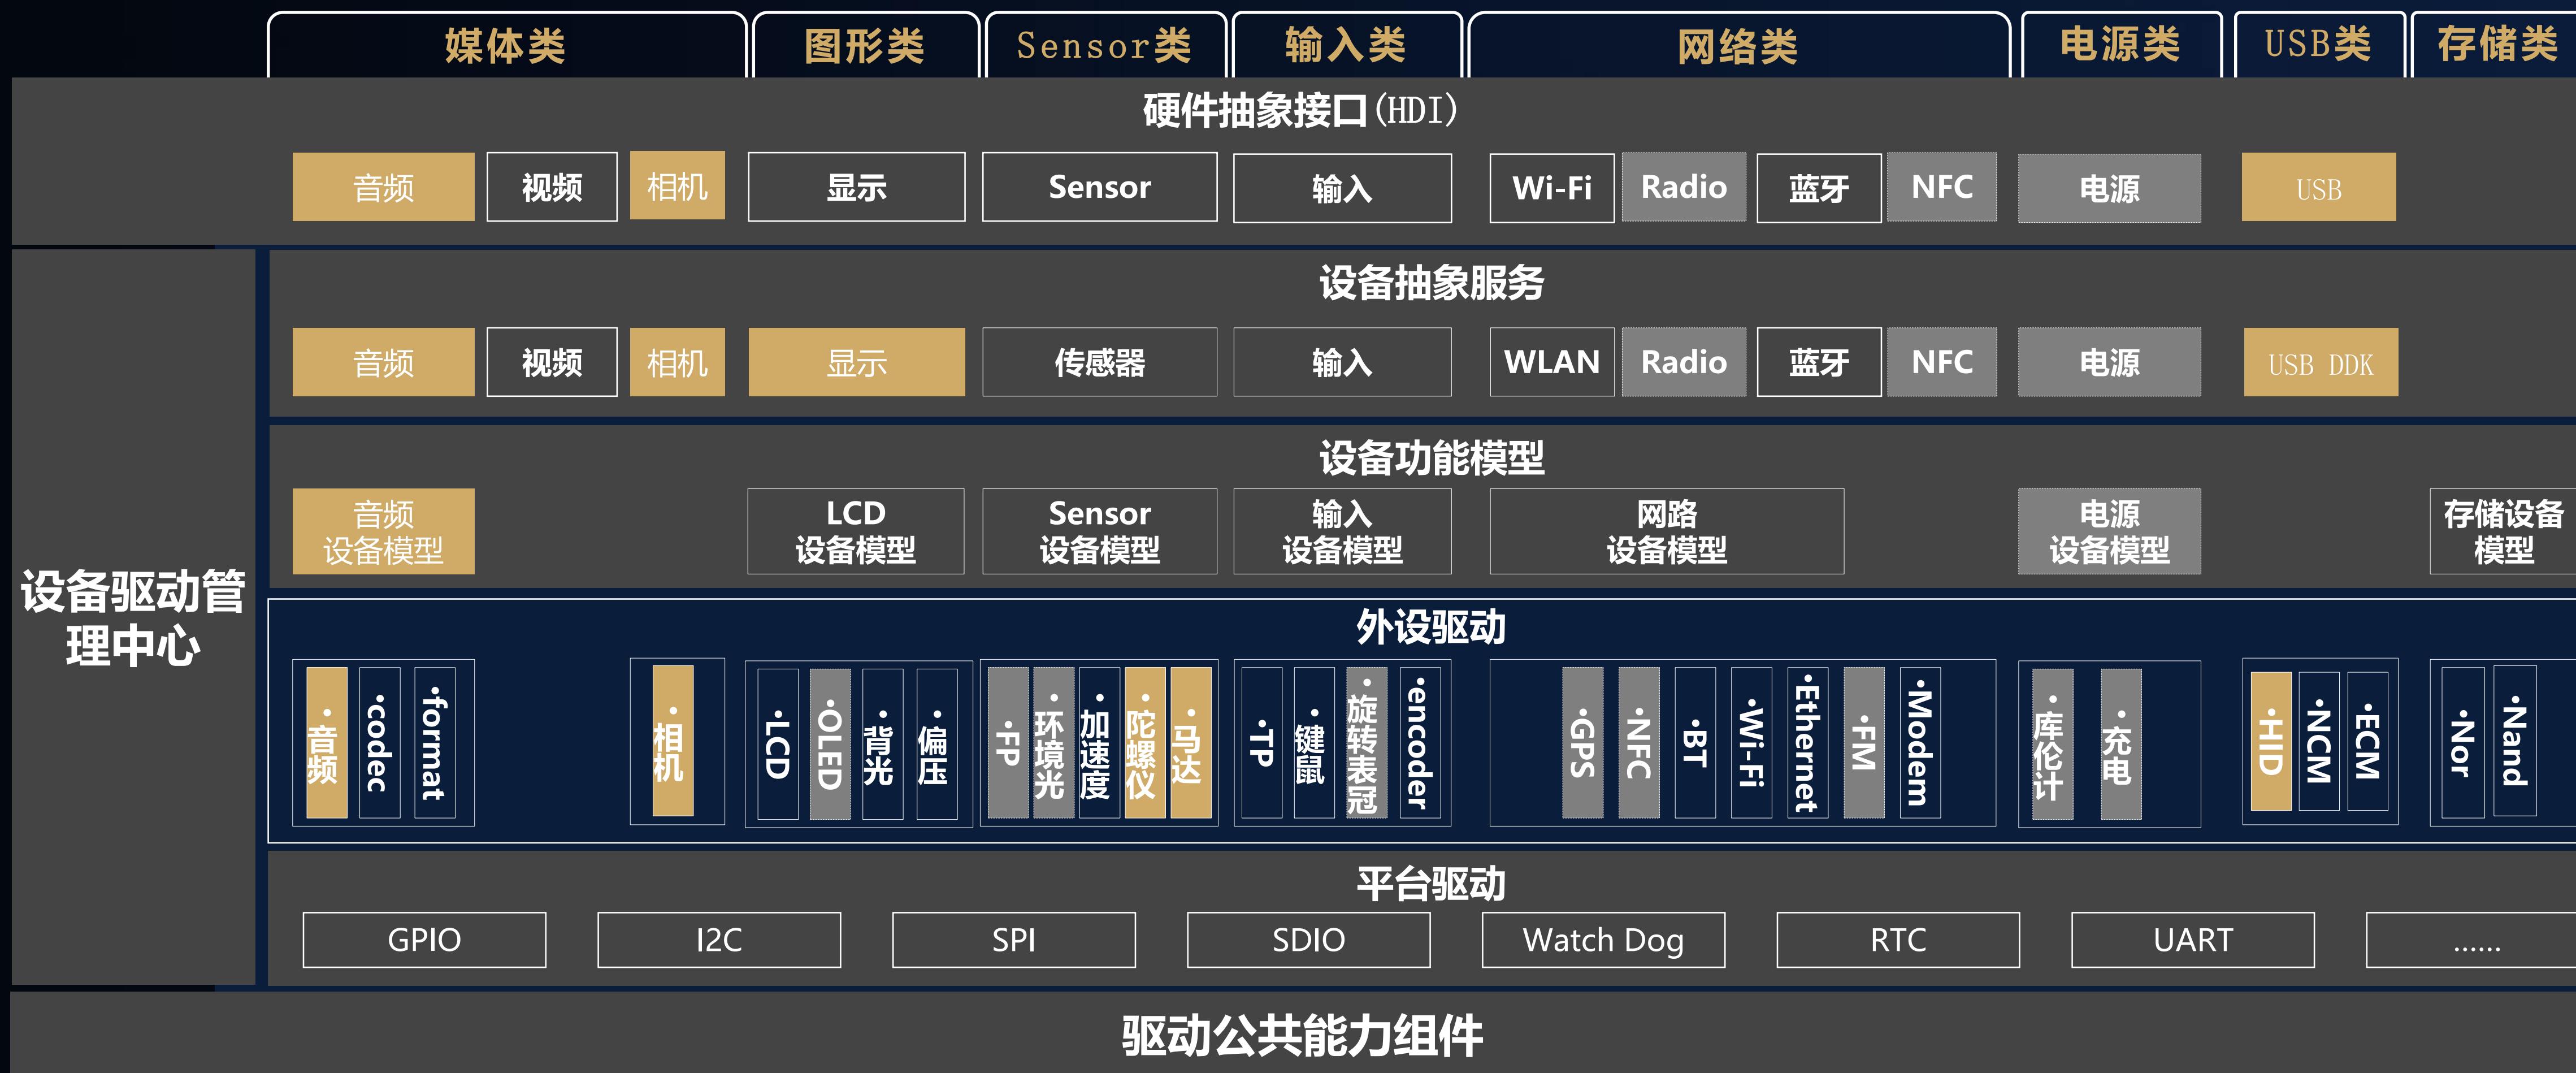 媒体类
图形类
Sensor类
输入类
网络类
电源类
USB类
存储类
硬件抽象接口(HDI)
音频
视频
相机
显示
Sensor
输入
Wi-Fi
Radio
蓝牙
NFC
电源
USB
设备驱动管
理中心
设备抽象服务
音频
视频
相机
显示
传感器
输入
WLAN
Radio
蓝牙
NFC
电源
USB DDK
设备功能模型
音频
设备模型
LCD
设备模型
Sensor
设备模型
输入
设备模型
网路
设备模型
电源
设备模型
存储设备
模型
外设驱动
•音频
•codec
•format
•相机
•LCD
•OLED
•背光
•偏压
•FP
•环境光
•加速度
•陀螺仪
•马达
•TP
•键鼠
•旋转表冠
•encoder
•GPS
•NFC
•BT
•Wi-Fi
•Ethernet
•FM
•Modem
•库伦计
•充电
•HID
•NCM
•ECM
•Nor
•Nand
平台驱动
GPIO
I2C
SPI
SDIO
Watch Dog
RTC
UART
......
驱动公共能力组件